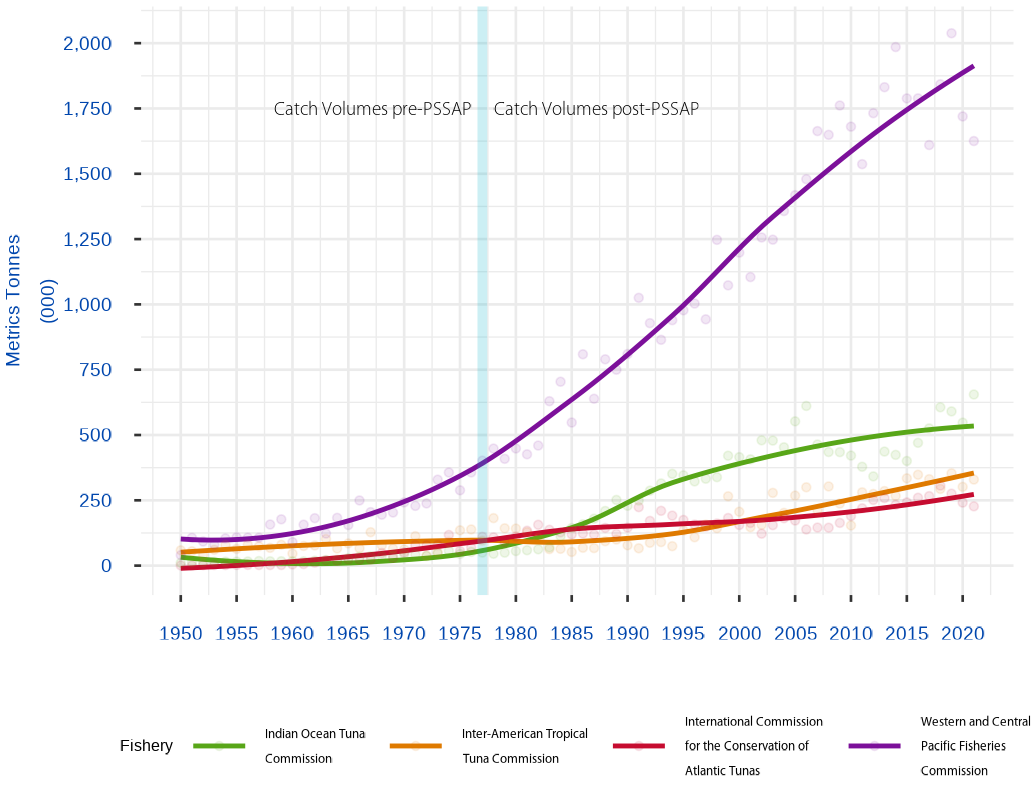 2,000
Catch Volumes pre-PSSAP Catch Volumes post-PSSAP
1,750
1,500
1,250
Metrics Tonnes
(000)
1,000
750
500
250
0
1950 1955 1960 1965 1970 1975 1980 1985 1990 1995 2000 2005 2010 2015 2020
Fishery
Indian Ocean Tuna
Commission
Inter-American Tropical
Tuna Commission
International Commission
for the Conservation of
Atlantic Tunas
Western and Central
Pacific Fisheries
Commission